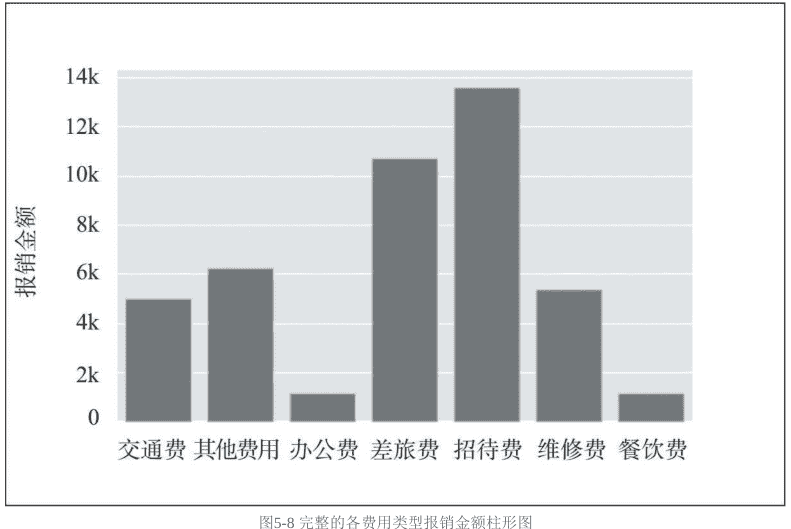 14k
12k
10k
8k
6k
4k
2k
0
报销金额
交通费 其他费用 办公费 差旅费 招待费 维修费 餐饮费
图5-8 完整的各费用类型报销金额柱形图